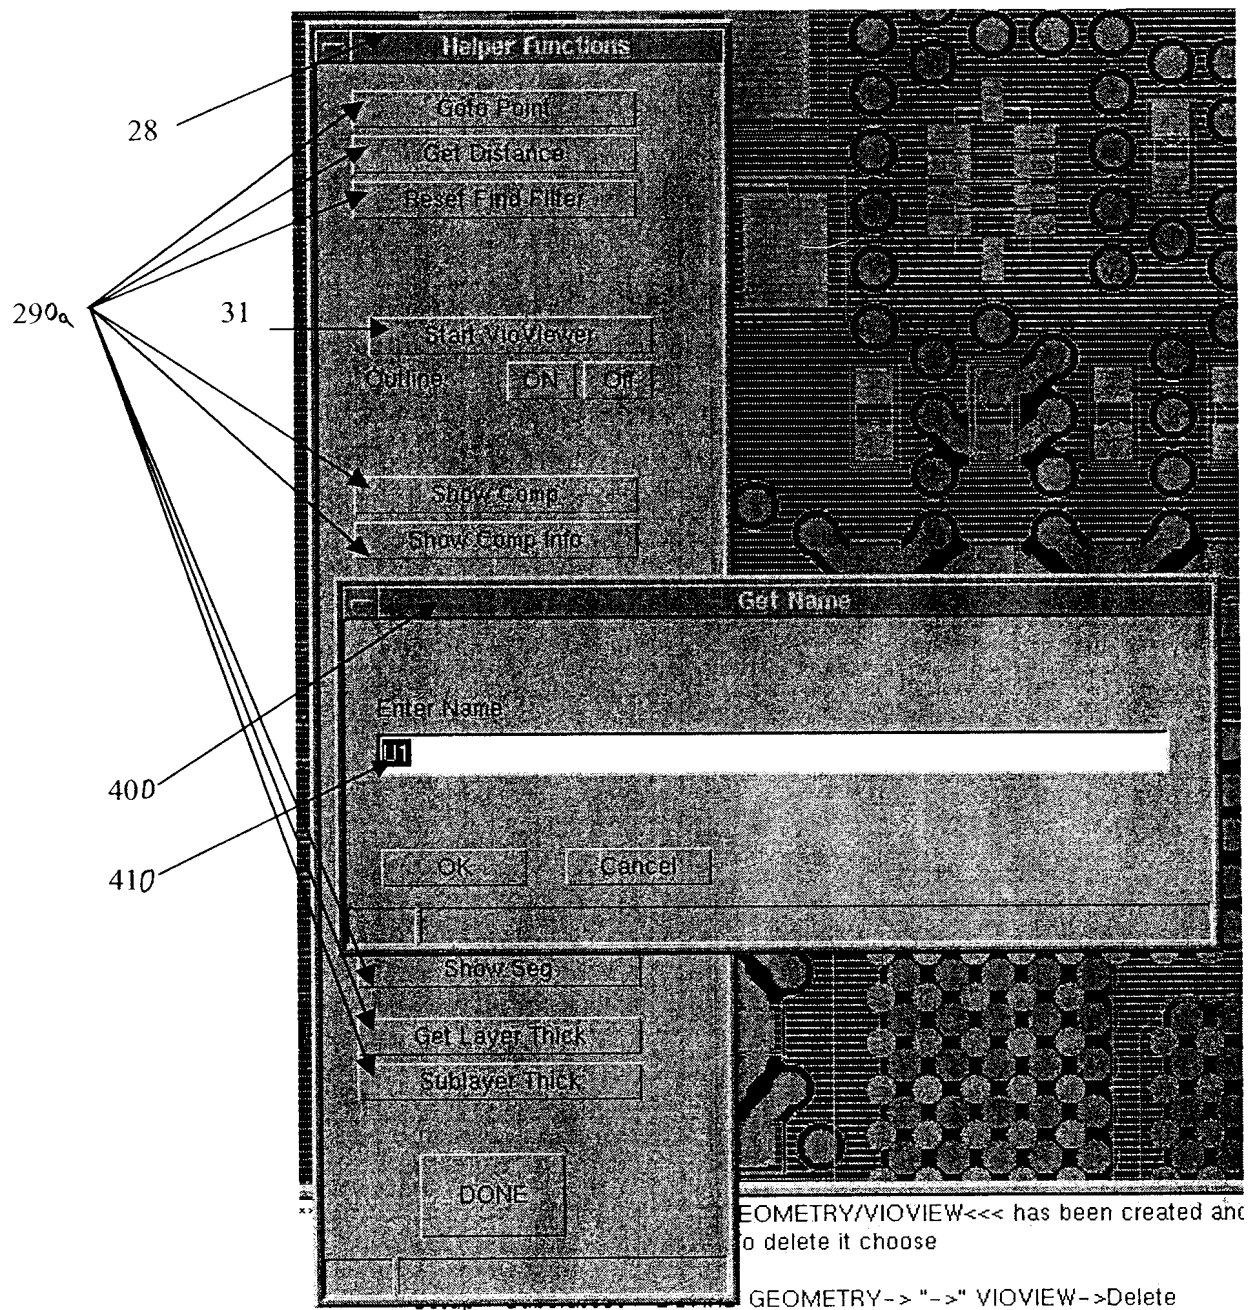 Helper Functions
28
Goto Point
Get Distance
Reset Find Filter
290a
31
Start VioViewer
Outline ON Off
Show Comp
Show Comp Info
Get Name
Enter Name
U1
400
410
OK Cancel
Show Seg
Get Layer Thick
Sublayer Thick
DONE
EOMETRY/VIOVIEW<<< has been created and
o delete it choose
GEOMETRY-> "->" VIOVIEW->Delete